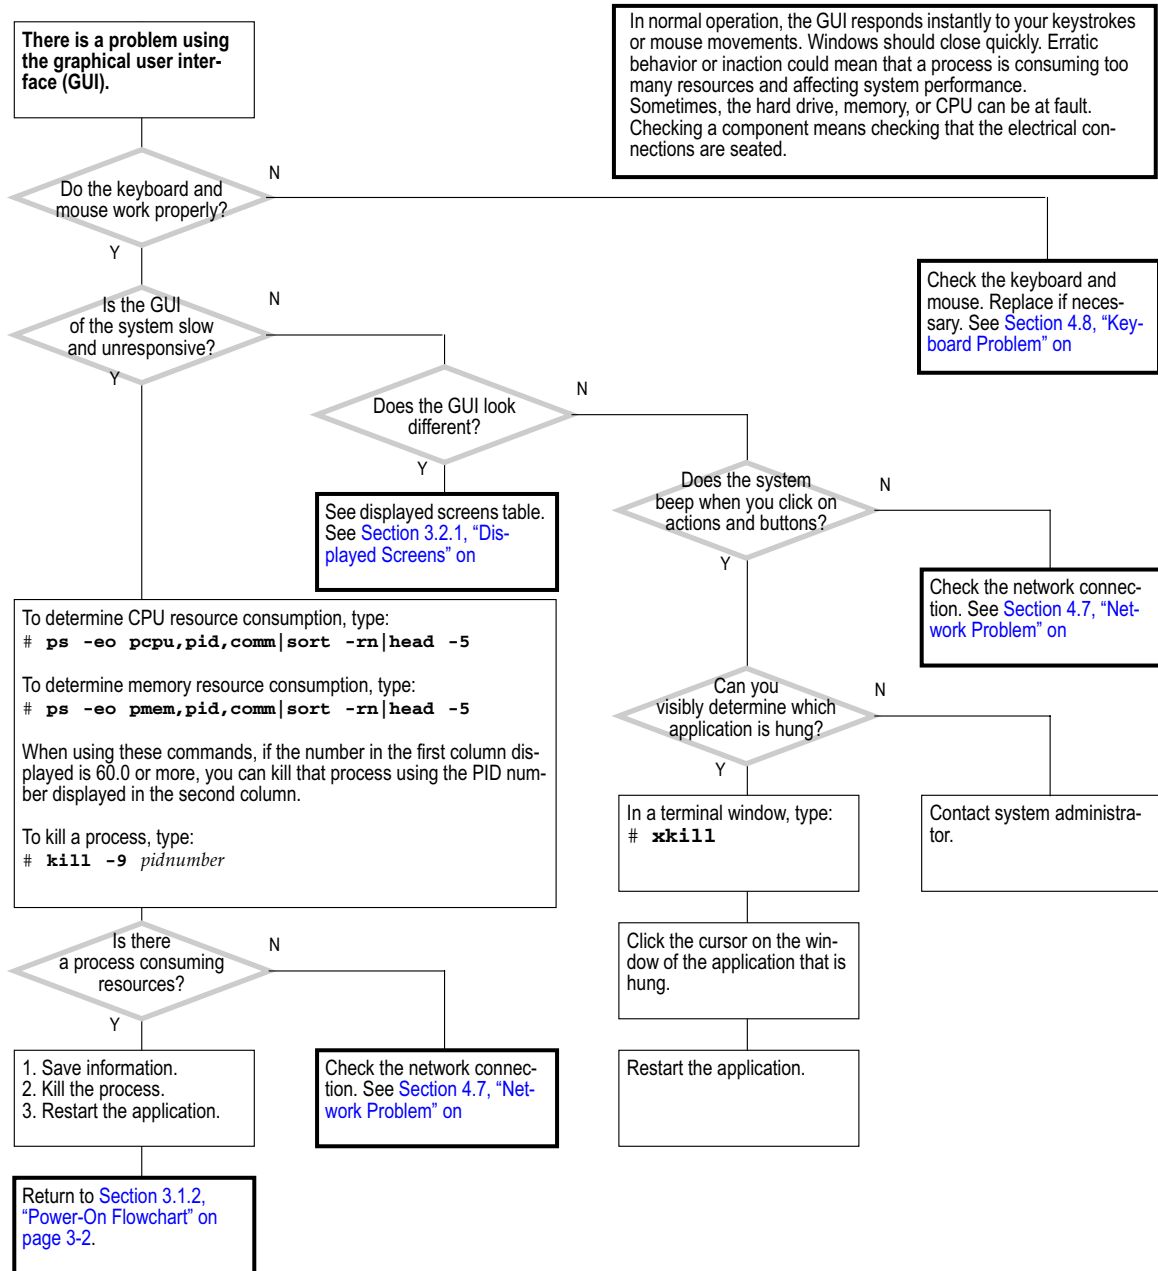 There is a problem using
the graphical user inter-
face (GUI).
In normal operation, the GUI responds instantly to your keystrokes
or mouse movements. Windows should close quickly. Erratic
behavior or inaction could mean that a process is consuming too
many resources and affecting system performance.
Sometimes, the hard drive, memory, or CPU can be at fault.
Checking a component means checking that the electrical con-
nections are seated.
Do the keyboard and
mouse work properly?
N
Y
Check the keyboard and
mouse. Replace if neces-
sary. See Section 4.8, “Key-
board Problem” on
Is the GUI
of the system slow
and unresponsive?
N
Y
Does the GUI look
different?
N
Y
See displayed screens table.
See Section 3.2.1, “Dis-
played Screens” on
Does the system
beep when you click on
actions and buttons?
N
Y
Check the network connec-
tion. See Section 4.7, “Net-
work Problem” on
To determine CPU resource consumption, type:
# ps -eo pcpu,pid,comm|sort -rn|head -5
To determine memory resource consumption, type:
# ps -eo pmem,pid,comm|sort -rn|head -5
When using these commands, if the number in the first column dis-
played is 60.0 or more, you can kill that process using the PID num-
ber displayed in the second column.
To kill a process, type:
# kill -9 pidnumber
Can you
visibly determine which
application is hung?
N
Y
In a terminal window, type:
# xkill
Contact system administra-
tor.
Click the cursor on the win-
dow of the application that is
hung.
Restart the application.
Is there
a process consuming
resources?
N
Y
1. Save information.
2. Kill the process.
3. Restart the application.
Check the network connec-
tion. See Section 4.7, “Net-
work Problem” on
Return to Section 3.1.2,
“Power-On Flowchart” on
page 3-2.